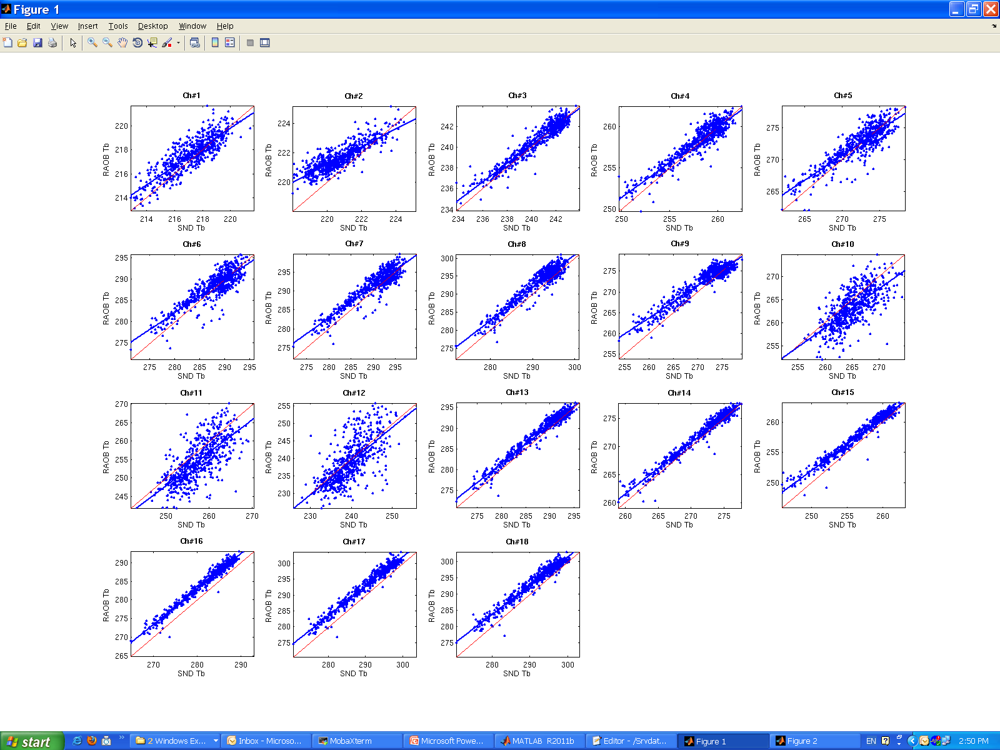 Figure 1
File Edit View Insert Tools Desktop Window Help
Ch#1
220
218
216
214
RAOB Tb
214 216 218 220
SND Tb
Ch#2
224
222
220
RAOB Tb
220 222 224
SND Tb
Ch#3
242
240
238
236
234
RAOB Tb
234 236 238 240 242
SND Tb
Ch#4
260
255
250
RAOB Tb
250 255 260
SND Tb
Ch#5
275
270
265
RAOB Tb
265 270 275
SND Tb
Ch#6
295
290
285
280
275
RAOB Tb
275 280 285 290 295
SND Tb
Ch#7
295
290
285
280
275
RAOB Tb
275 280 285 290 295
SND Tb
Ch#8
300
295
290
285
280
275
RAOB Tb
280 290 300
SND Tb
Ch#9
275
270
265
260
255
RAOB Tb
255 260 265 270 275
SND Tb
Ch#10
270
265
260
255
RAOB Tb
255 260 265 270
SND Tb
Ch#11
270
265
260
255
250
245
RAOB Tb
250 260 270
SND Tb
Ch#12
255
250
245
240
235
230
RAOB Tb
230 240 250
SND Tb
Ch#13
295
290
285
280
275
RAOB Tb
275 280 285 290 295
SND Tb
Ch#14
275
270
265
260
RAOB Tb
260 265 270 275
SND Tb
Ch#15
260
255
250
RAOB Tb
250 255 260
SND Tb
Ch#16
290
285
280
275
270
265
RAOB Tb
270 280 290
SND Tb
Ch#17
300
295
290
285
280
275
RAOB Tb
280 290 300
SND Tb
Ch#18
300
295
290
285
280
275
RAOB Tb
280 290 300
SND Tb
start » 2 Windows Ex... Inbox - Microso... MobaXterm Microsoft Powe... MATLAB R2011b Editor - /Srvdat... Figure 1 Figure 2 EN 2:50 PM